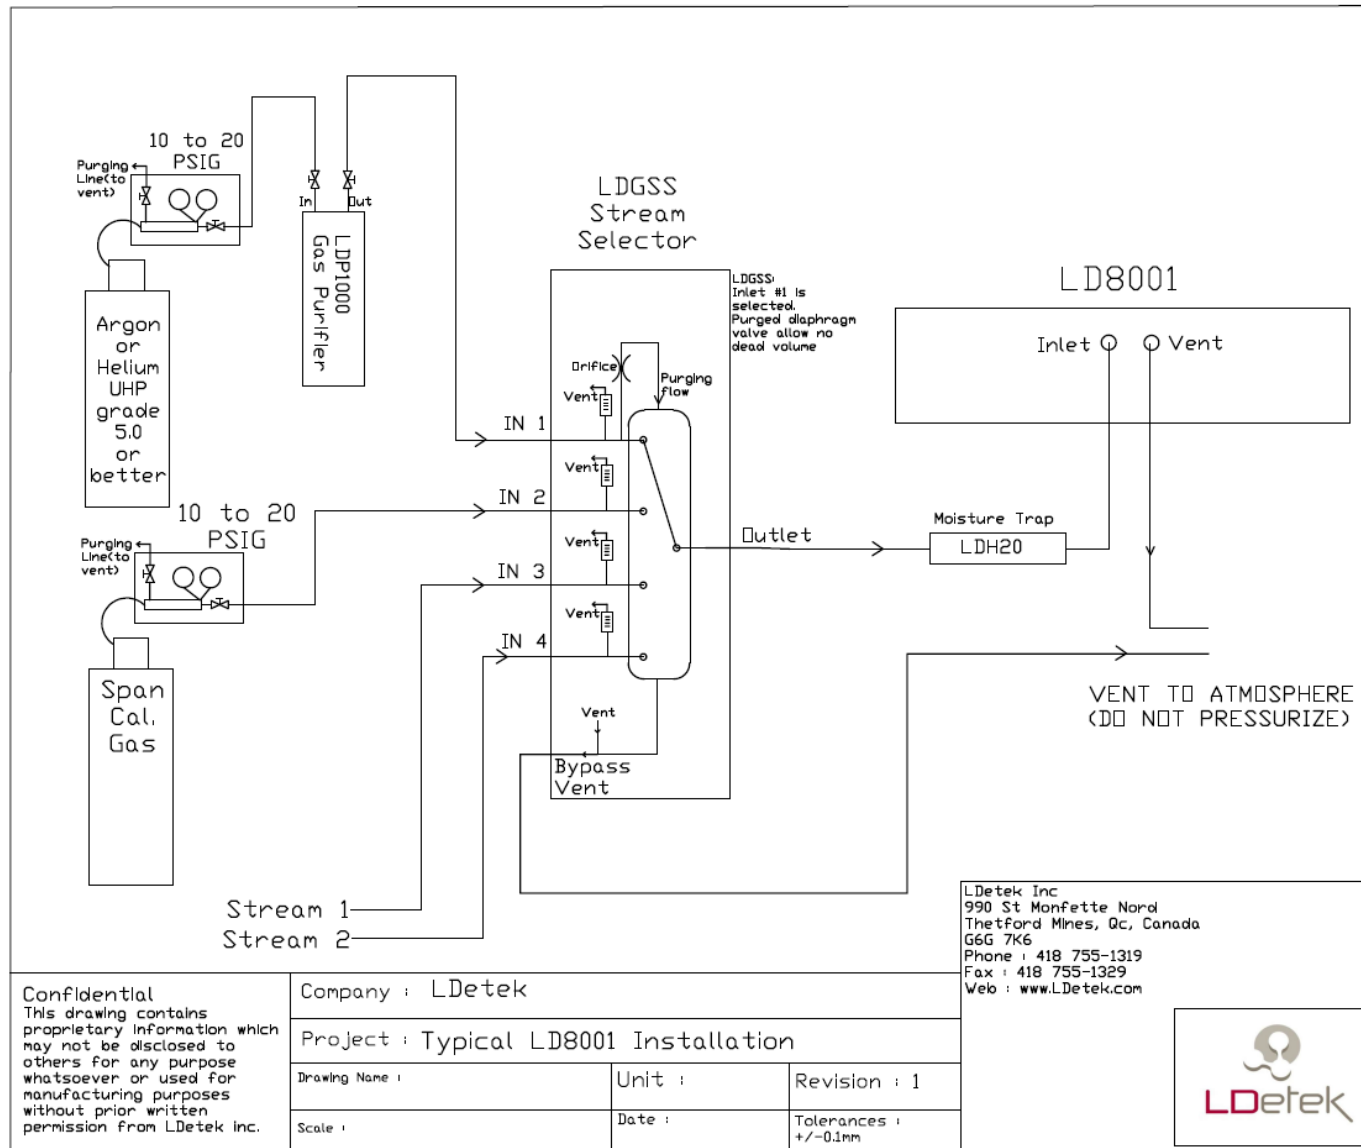 10 to 20
PSIG
Purging
Line(to
vent)
In
Out
LDP1000
Gas Purifier
Argon
or
Helium
UHP
grade
5.0
or
better
LDGSS
Stream
Selector
LDGSS:
Inlet #1 is
selected.
Purged diaphragm
valve allow no
dead volume
Orifice
Purging
flow
Vent
IN 1
Vent
IN 2
Vent
IN 3
Vent
IN 4
Vent
Bypass
Vent
Outlet
Moisture Trap
LDH20
LD8001
Inlet
Vent
VENT TO ATMOSPHERE
(DO NOT PRESSURIZE)
10 to 20
PSIG
Purging
Line(to
vent)
Span
Cal.
Gas
Stream 1
Stream 2
LDetek Inc
990 St Monfette Nord
Thetford Mines, Qc, Canada
G6G 7K6
Phone : 418 755-1319
Fax : 418 755-1329
Web : www.LDetek.com
Confidential
This drawing contains
proprietary information which
may not be disclosed to
others for any purpose
whatsoever or used for
manufacturing purposes
without prior written
permission from LDetek inc.
Company : LDetek
Project : Typical LD8001 Installation
Drawing Name :
Unit :
Revision : 1
Scale :
Date :
Tolerances :
+/-0.1mm
LDetek